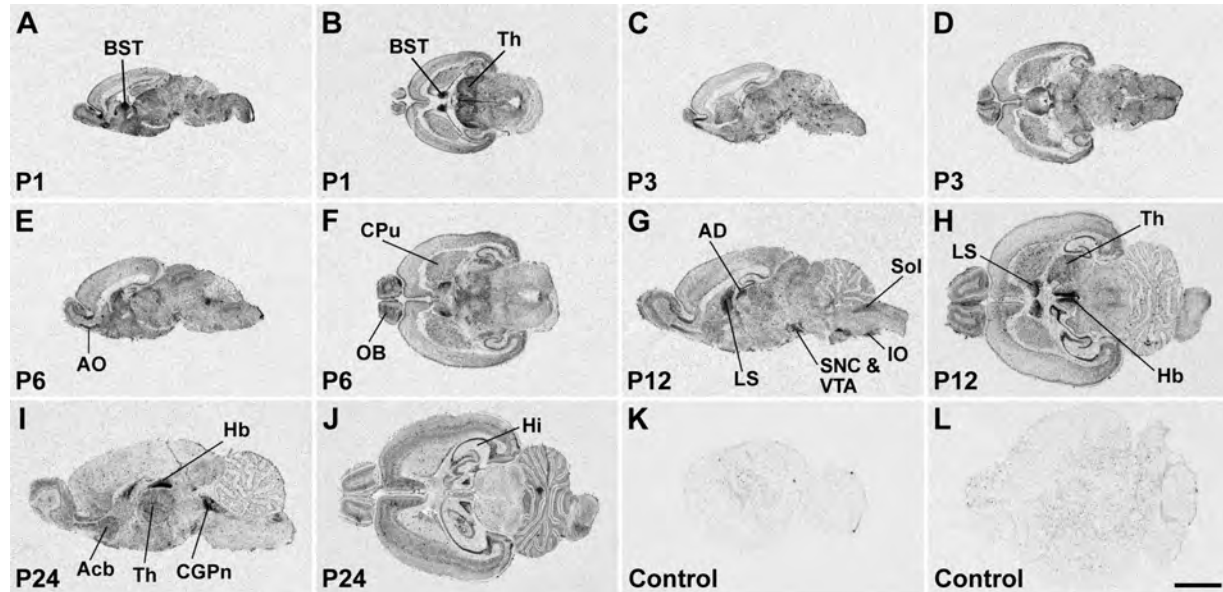 A
BST
P1
B
BST
Th
P1
C
P3
D
P3
E
AO
P6
F
CPu
OB
P6
G
AD
Sol
LS
SNC &
VTA
IO
P12
H
Th
LS
Hb
P12
I
Hb
Acb
Th
CGPn
P24
J
Hi
P24
K
Control
L
Control